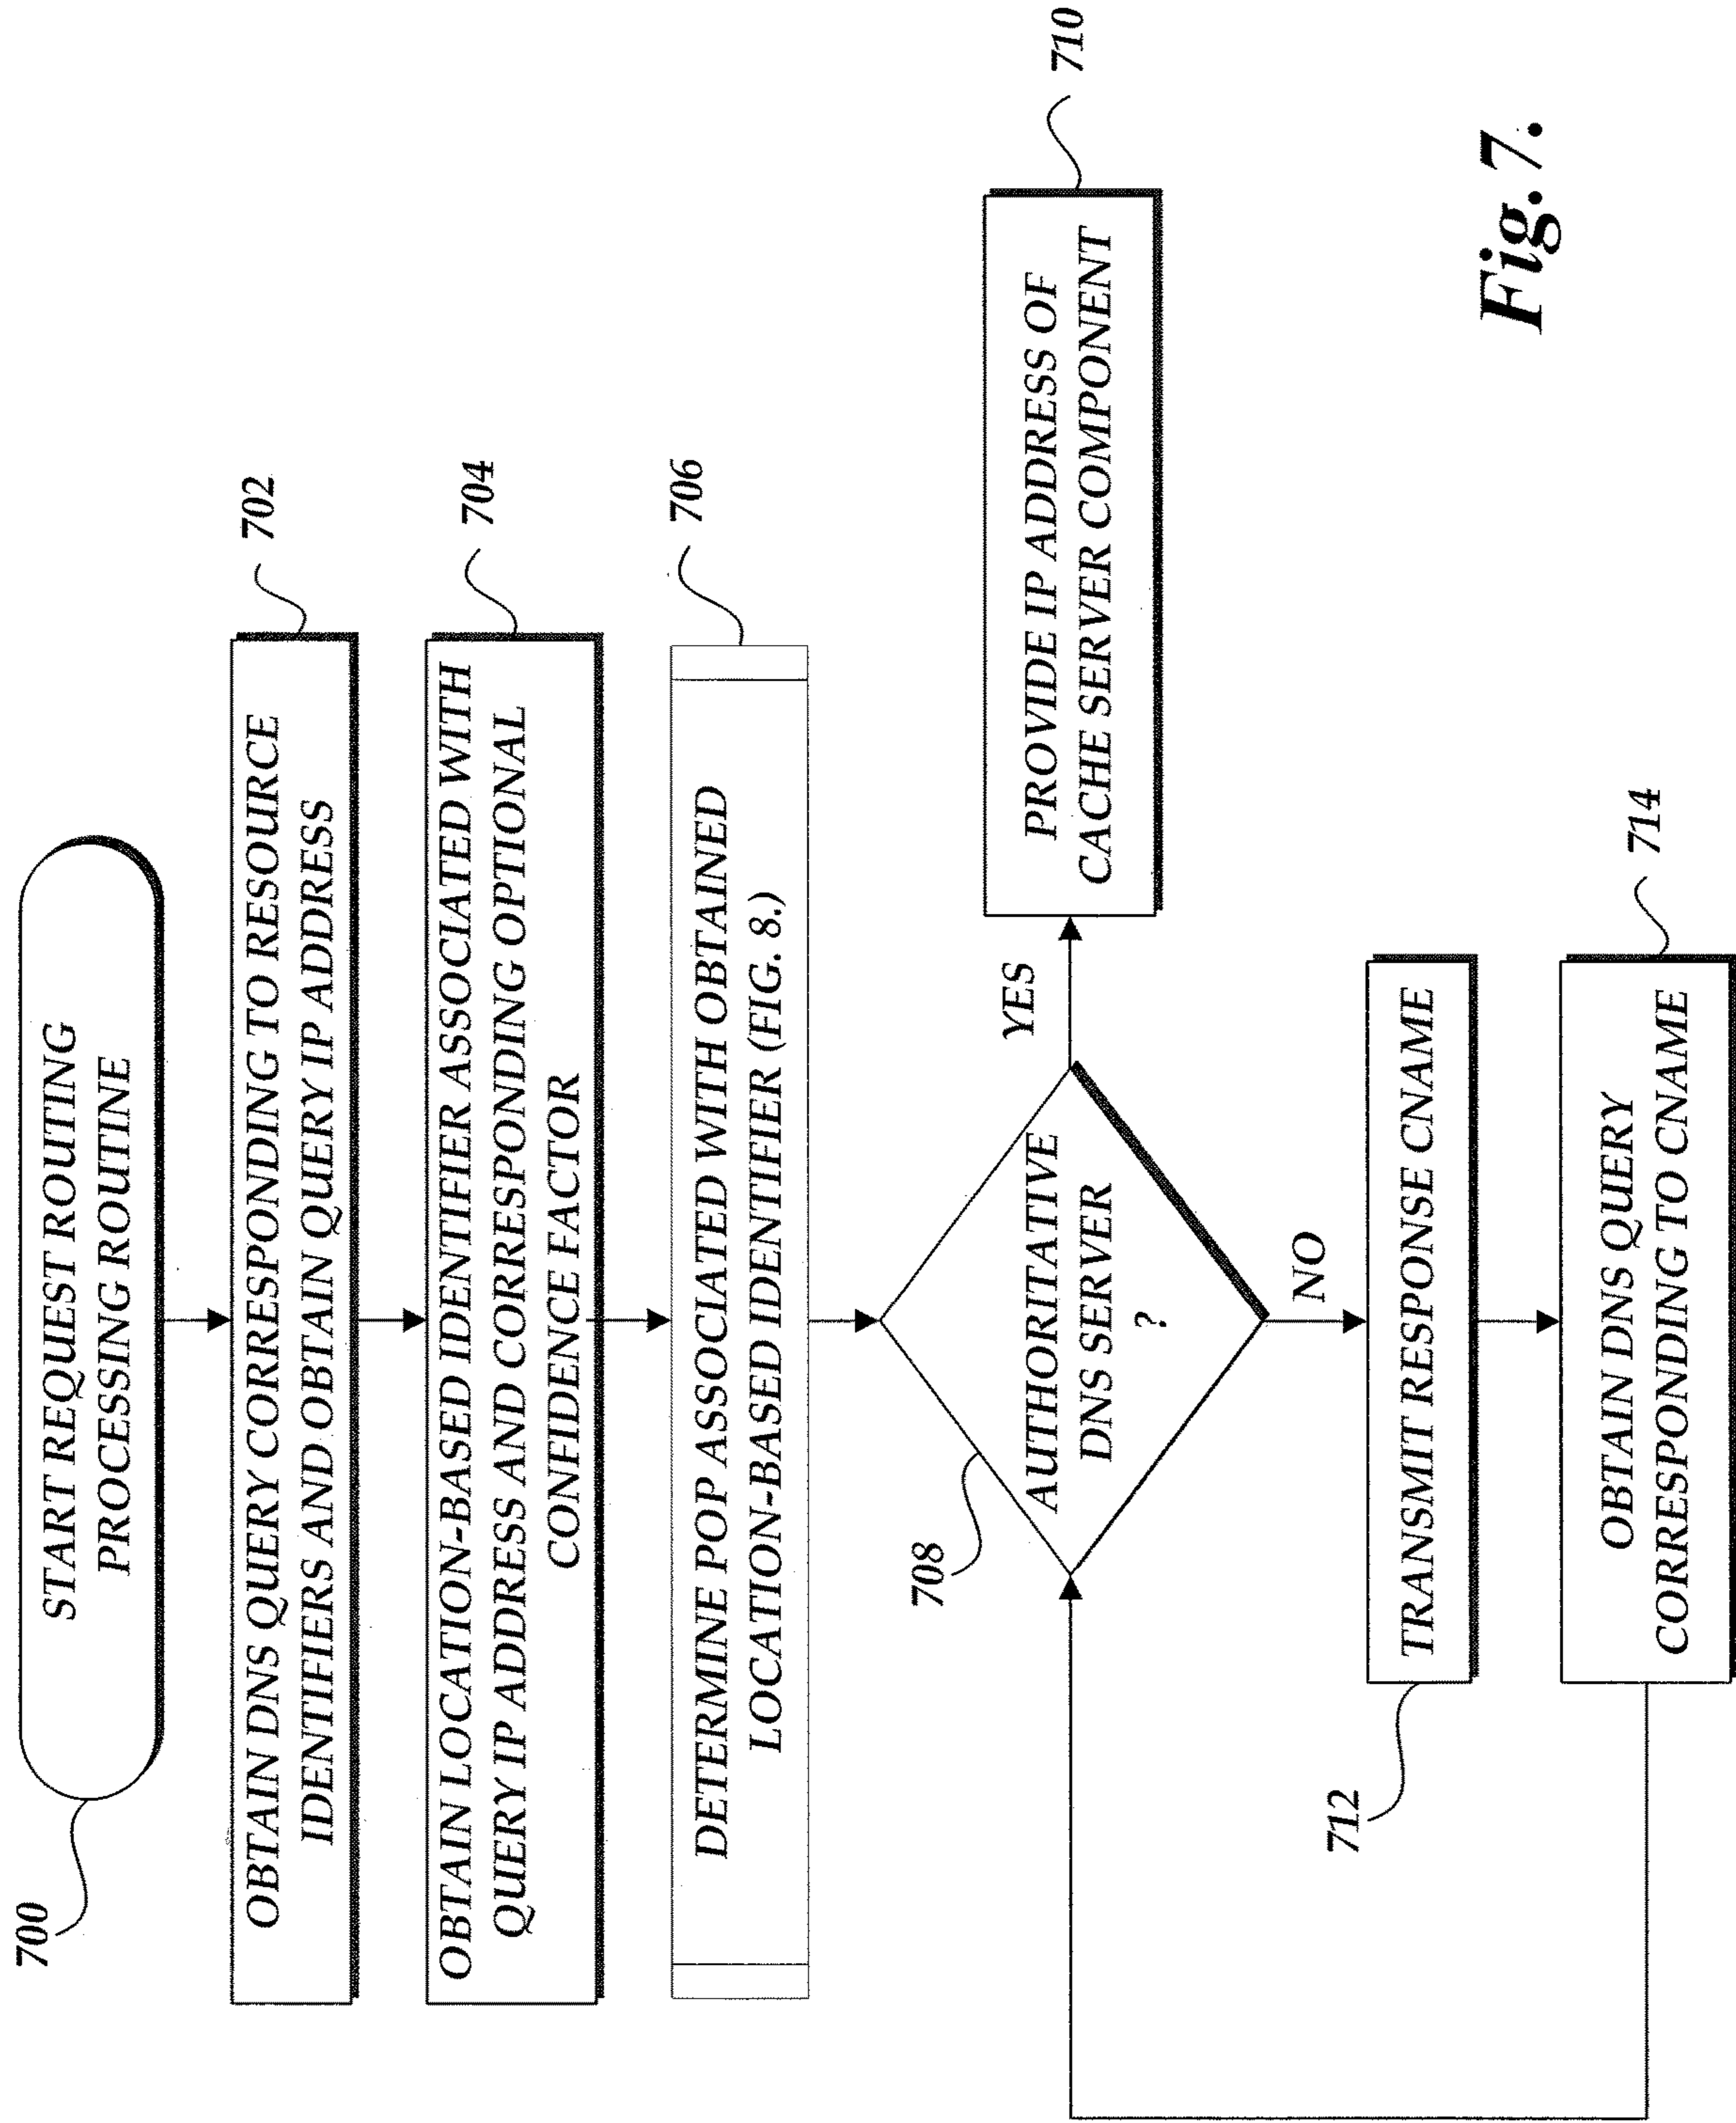 700
START REQUEST ROUTING
PROCESSING ROUTINE
702
OBTAIN DNS QUERY CORRESPONDING TO RESOURCE
IDENTIFIERS AND OBTAIN QUERY IP ADDRESS
704
OBTAIN LOCATION-BASED IDENTIFIER ASSOCIATED WITH
QUERY IP ADDRESS AND CORRESPONDING OPTIONAL
CONFIDENCE FACTOR
706
DETERMINE POP ASSOCIATED WITH OBTAINED
LOCATION-BASED IDENTIFIER (FIG. 8.)
708
AUTHORITATIVE
DNS SERVER
?
YES
710
PROVIDE IP ADDRESS OF
CACHE SERVER COMPONENT
NO
712
TRANSMIT RESPONSE CNAME
714
OBTAIN DNS QUERY
CORRESPONDING TO CNAME
Fig.7.